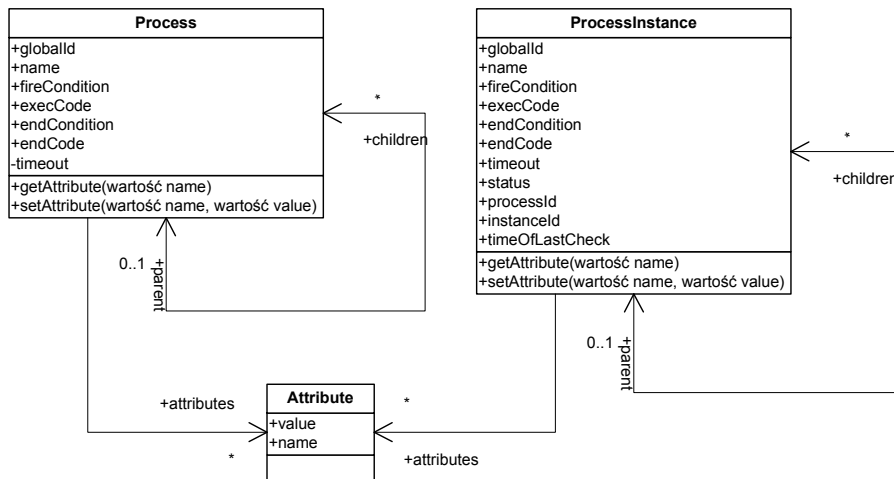 Process
+globalId
+name
+fireCondition
+execCode
+endCondition
+endCode
-timeout
+getAttribute(wartość name)
+setAttribute(wartość name, wartość value)
*
+children
0..1
+parent
ProcessInstance
+globalId
+name
+fireCondition
+execCode
+endCondition
+endCode
+timeout
+status
+processId
+instanceId
+timeOfLastCheck
+getAttribute(wartość name)
+setAttribute(wartość name, wartość value)
*
+children
0..1
+parent
+attributes
*
Attribute
+value
+name
*
+attributes